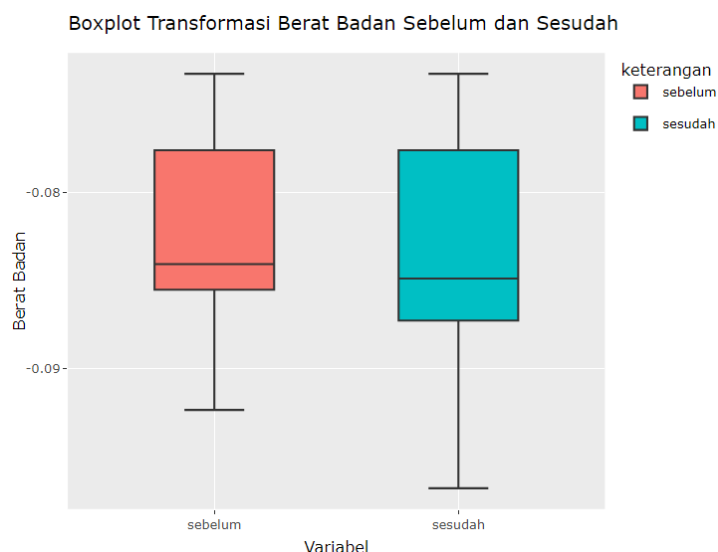 Boxplot Transformasi Berat Badan Sebelum dan Sesudah
keterangan
sebelum
sesudah
Berat Badan
-0.08
-0.09
sebelum
sesudah
Variabel